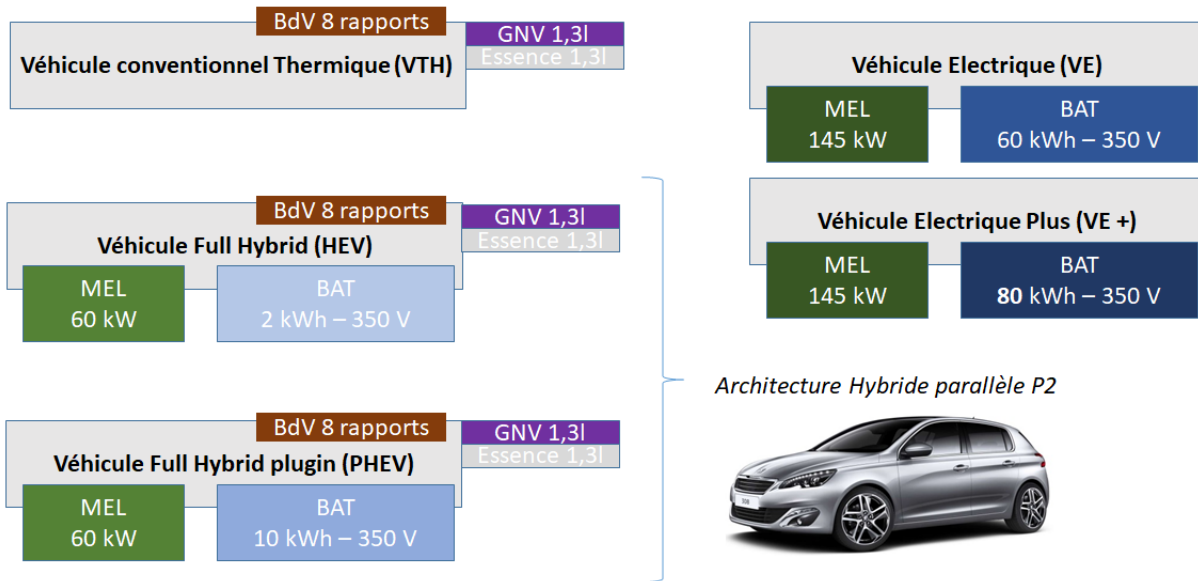 BdV 8 rapports
GNV 1,3l
Essence 1,3l
Véhicule conventionnel Thermique (VTH)
Véhicule Electrique (VE)
MEL
145 kW
BAT
60 kWh – 350 V
BdV 8 rapports
GNV 1,3l
Essence 1,3l
Véhicule Full Hybrid (HEV)
MEL
60 kW
BAT
2 kWh – 350 V
Véhicule Electrique Plus (VE +)
MEL
145 kW
BAT
80 kWh – 350 V
Architecture Hybride parallèle P2
BdV 8 rapports
GNV 1,3l
Essence 1,3l
Véhicule Full Hybrid plugin (PHEV)
MEL
60 kW
BAT
10 kWh – 350 V